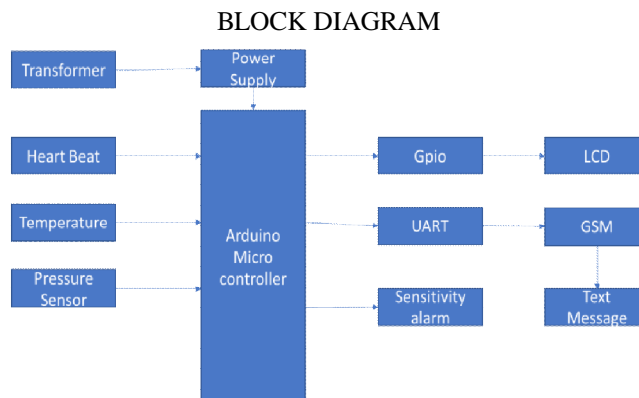 BLOCK DIAGRAM
Transformer
Power
Supply
Heart Beat
Gpio
LCD
Temperature
Arduino
Micro
controller
UART
GSM
Pressure
Sensor
Sensitivity
alarm
Text
Message